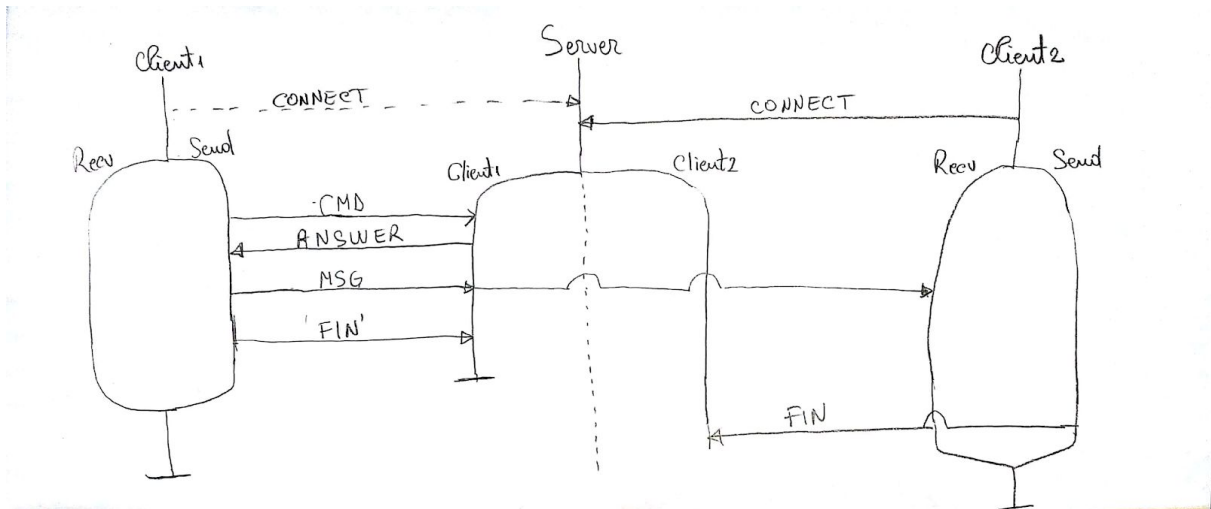 Client1
Server
Client2
CONNECT
CONNECT
Recv
Send
Client1
Client2
Recv
Send
CMD
ANSWER
MSG
'FIN'
FIN